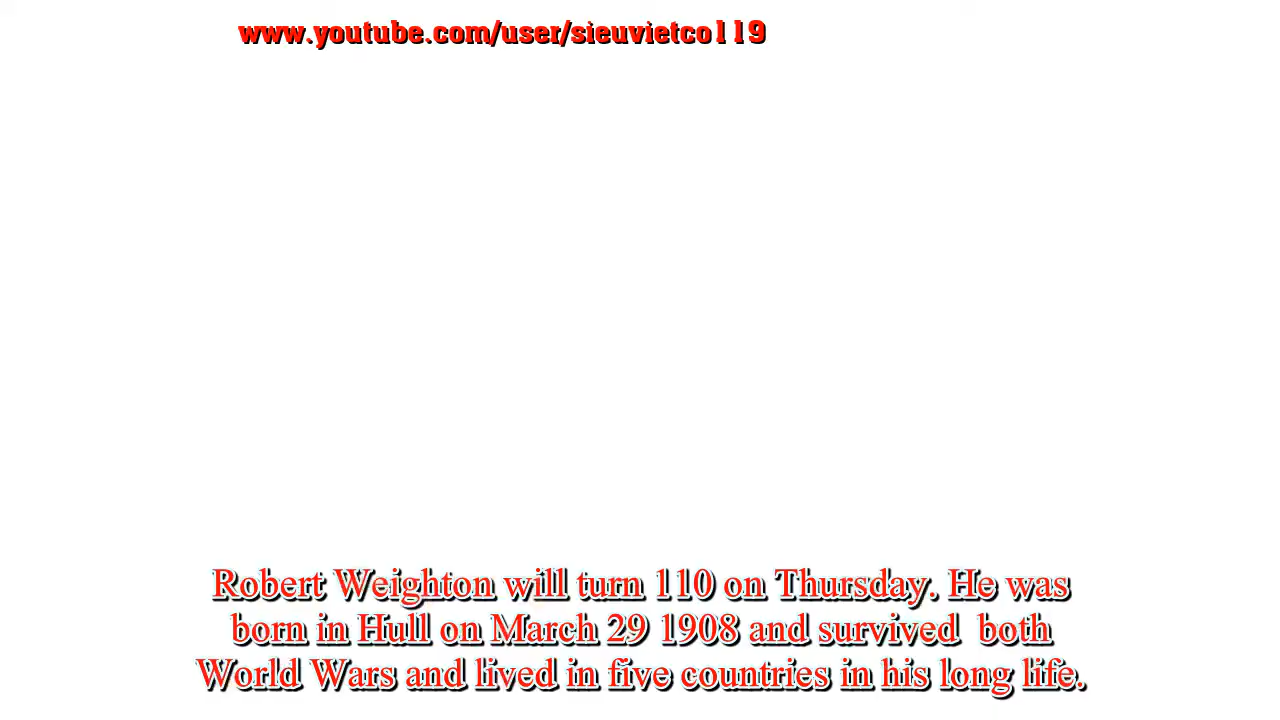 www.youtube.com/user/sieuvietco119
Robert Weighton will turn 110 on Thursday. He was
born in Hull on March 29 1908 and survived  both
World Wars and lived in five countries in his long life.